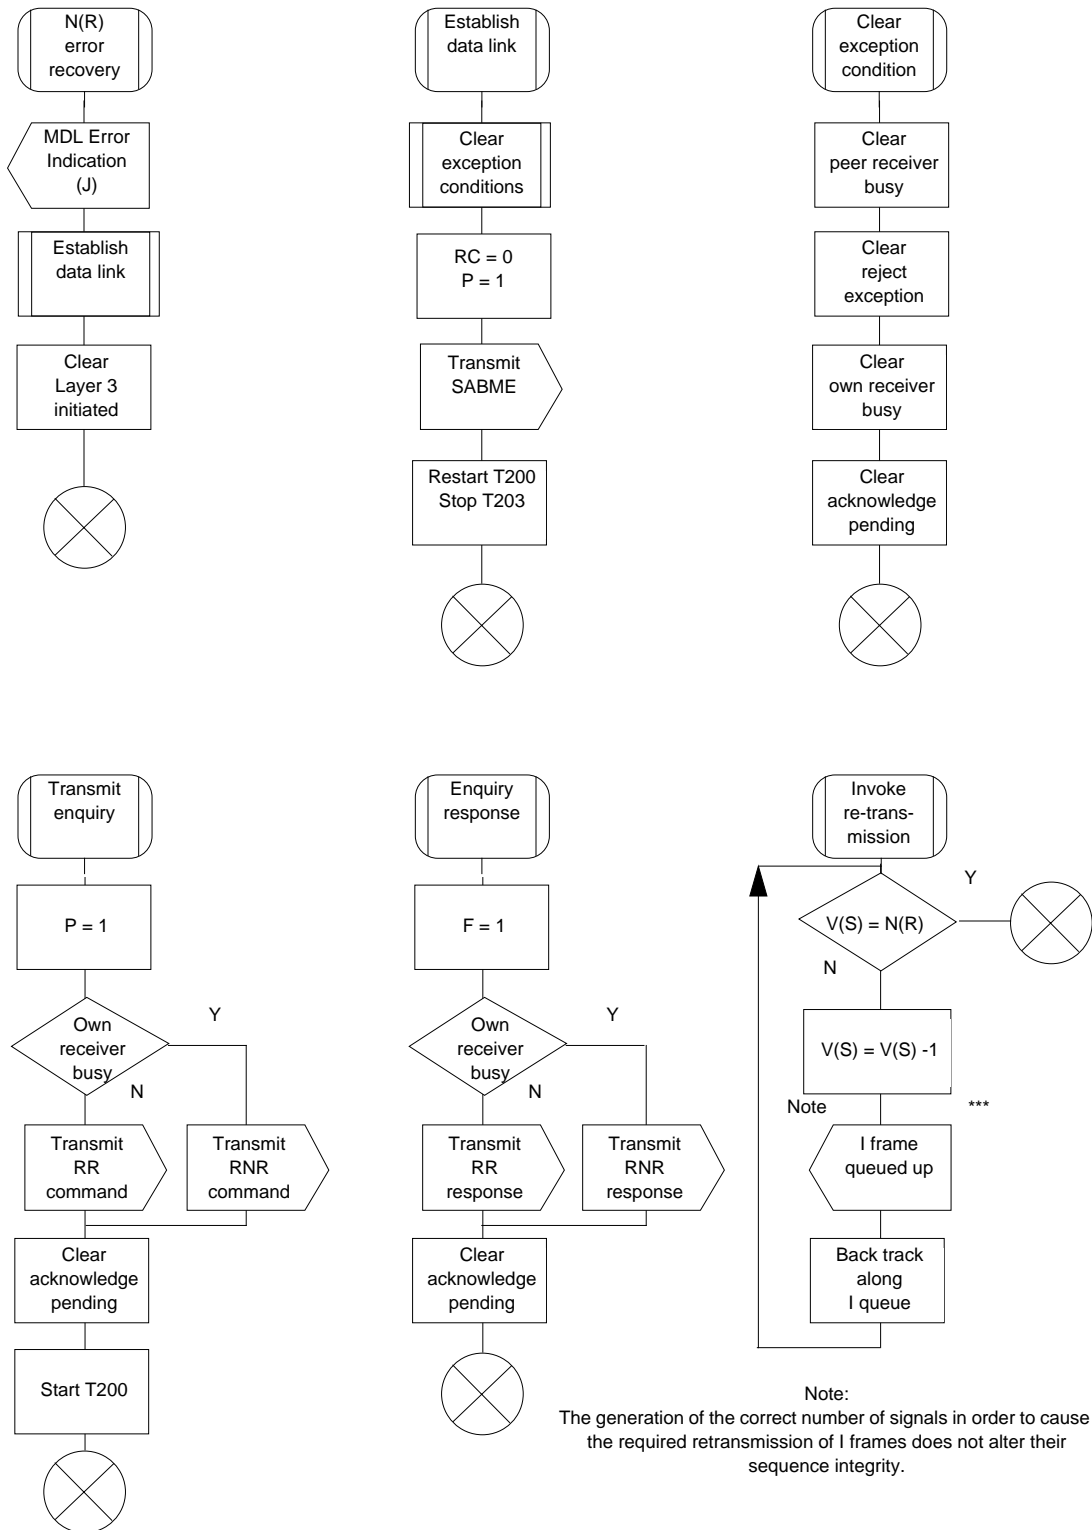 N(R)
error
recovery
MDL Error
Indication
(J)
Establish
data link
Clear
Layer 3
initiated
Establish
data link
Clear
exception
conditions
RC = 0
P = 1
Transmit
SABME
Restart T200
Stop T203
Clear
exception
condition
Clear
peer receiver
busy
Clear
reject
exception
Clear
own receiver
busy
Clear
acknowledge
pending
Transmit
enquiry
P = 1
Own
receiver
busy
Y
N
Transmit
RR
command
Transmit
RNR
command
Clear
acknowledge
pending
Start T200
Enquiry
response
F = 1
Own
receiver
busy
Y
N
Transmit
RR
response
Transmit
RNR
response
Clear
acknowledge
pending
Invoke
re-trans-
mission
V(S) = N(R)
Y
N
V(S) = V(S) -1
Note
***
I frame
queued up
Back track
along
I queue
Note:
The generation of the correct number of signals in order to cause
the required retransmission of I frames does not alter their
sequence integrity.